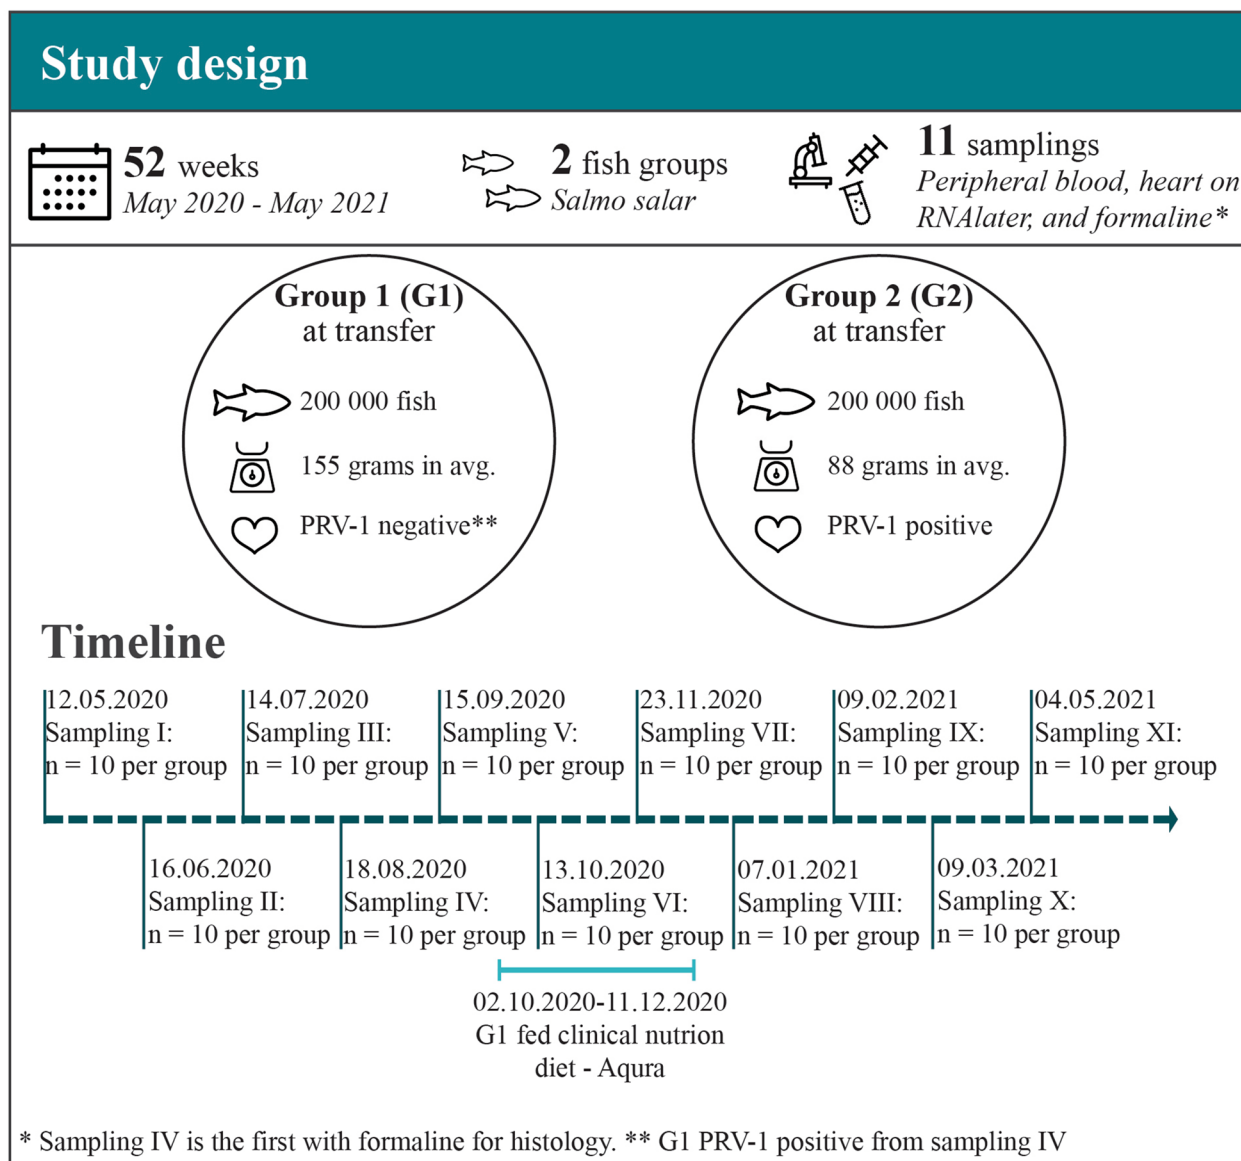 Study design
52 weeks
May 2020 - May 2021
2 fish groups
Salmo salar
11 samplings
Peripheral blood, heart on
RNAlater, and formaline*
Group 1 (G1)
at transfer
200 000 fish
155 grams in avg.
PRV-1 negative**
Group 2 (G2)
at transfer
200 000 fish
88 grams in avg.
PRV-1 positive
Timeline
12.05.2020
Sampling I:
n = 10 per group
14.07.2020
Sampling III:
n = 10 per group
15.09.2020
Sampling V:
n = 10 per group
23.11.2020
Sampling VII:
n = 10 per group
09.02.2021
Sampling IX:
n = 10 per group
04.05.2021
Sampling XI:
n = 10 per group
16.06.2020
Sampling II:
n = 10 per group
18.08.2020
Sampling IV:
n = 10 per group
13.10.2020
Sampling VI:
n = 10 per group
07.01.2021
Sampling VIII:
n = 10 per group
09.03.2021
Sampling X:
n = 10 per group
02.10.2020-11.12.2020
G1 fed clinical nutrion
diet - Aqura
* Sampling IV is the first with formaline for histology. ** G1 PRV-1 positive from sampling IV